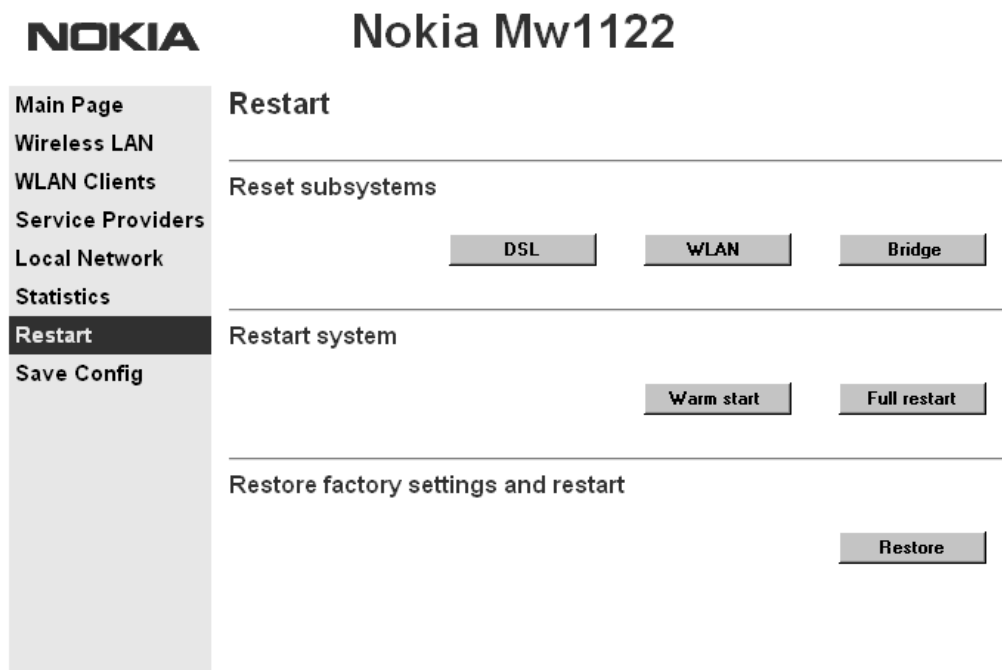 NOKIA
Nokia Mw1122
Main Page
Wireless LAN
WLAN Clients
Service Providers
Local Network
Statistics
Restart
Save Config
Restart
Reset subsystems
DSL WLAN Bridge
Restart system
Warm start Full restart
Restore factory settings and restart
Restore